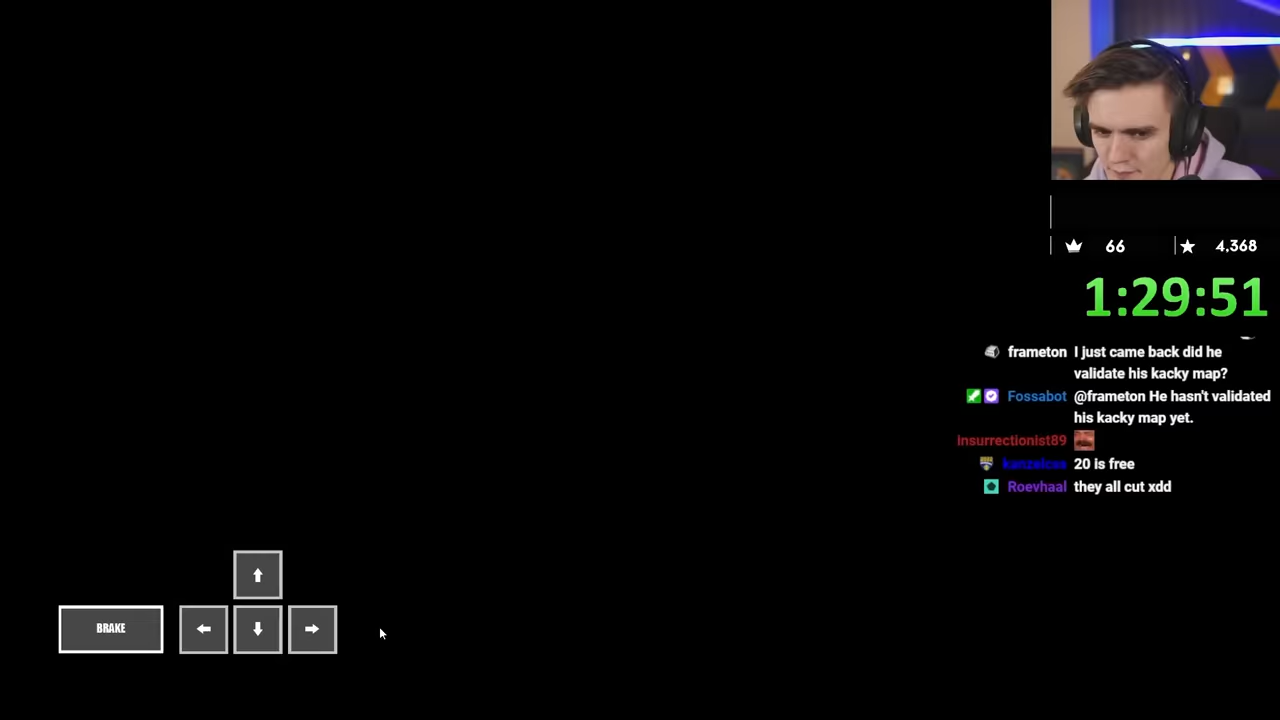 66 4,368
1:29:51
frameton I just came back did he
validate his kacky map?
Fossabot @frameton He hasn't validated
his kacky map yet.
insurrectionist89
kanzalcas 20 is free
Roevhaal they all cut xdd
BRAKE